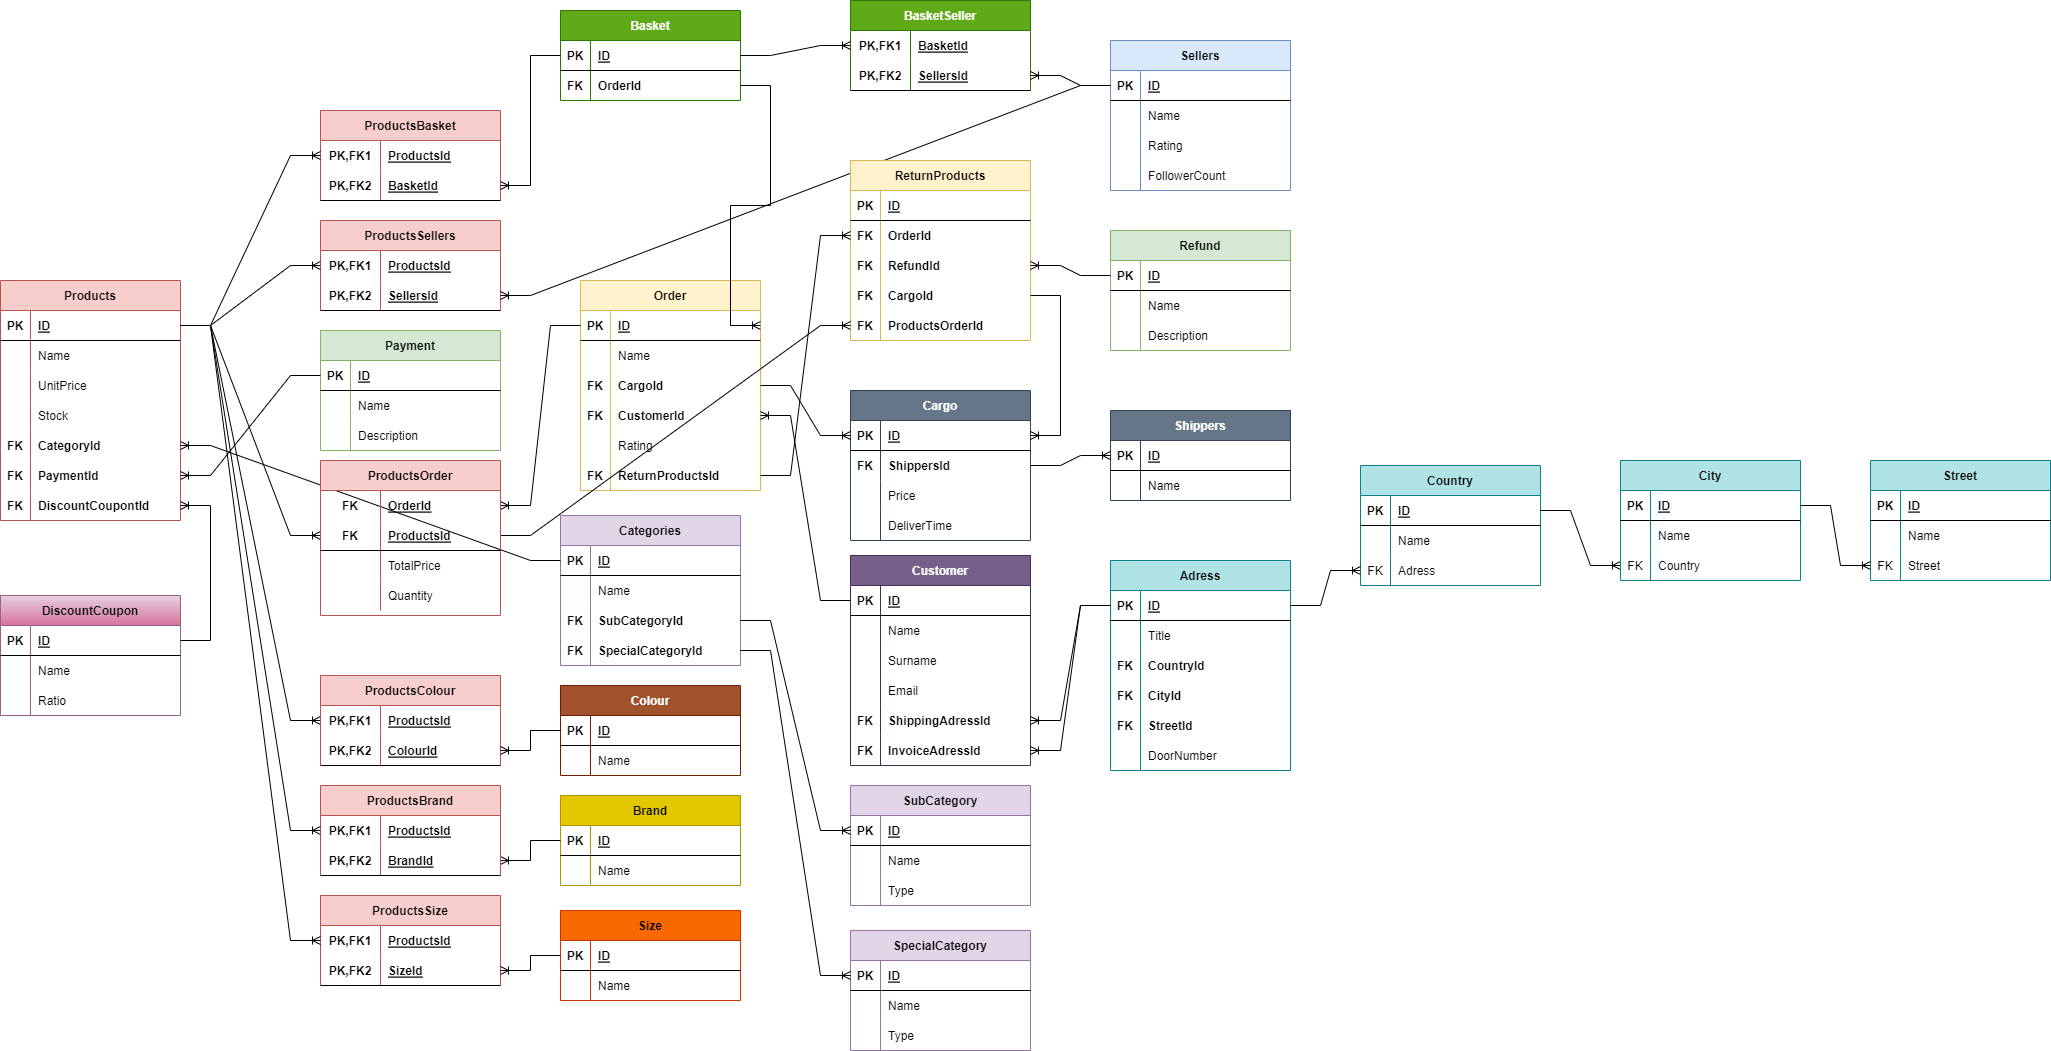 Basket
PK ID
FK OrderId
BasketSeller
PK,FK1 BasketId
PK,FK2 SellersId
Sellers
PK ID
Name
Rating
FollowerCount
ProductsBasket
PK,FK1 ProductsId
PK,FK2 BasketId
ReturnProducts
PK ID
FK OrderId
FK RefundId
FK CargoId
FK ProductsOrderId
ProductsSellers
PK,FK1 ProductsId
PK,FK2 SellersId
Refund
PK ID
Name
Description
Products
PK ID
Name
UnitPrice
Stock
FK CategoryId
FK PaymentId
FK DiscountCoupontId
Order
PK ID
Name
FK CargoId
FK CustomerId
Rating
FK ReturnProductsId
Payment
PK ID
Name
Description
Cargo
PK ID
FK ShippersId
Price
DeliverTime
Shippers
PK ID
Name
ProductsOrder
FK OrderId
FK ProductsId
TotalPrice
Quantity
Country
PK ID
Name
FK Adress
City
PK ID
Name
FK Country
Street
PK ID
Name
FK Street
Categories
PK ID
Name
FK SubCategoryId
FK SpecialCategoryId
Customer
PK ID
Name
Surname
Email
FK ShippingAdressId
FK InvoiceAdressId
Adress
PK ID
Title
FK CountryId
FK CityId
FK StreetId
DoorNumber
DiscountCoupon
PK ID
Name
Ratio
ProductsColour
PK,FK1 ProductsId
PK,FK2 ColourId
Colour
PK ID
Name
ProductsBrand
PK,FK1 ProductsId
PK,FK2 BrandId
Brand
PK ID
Name
SubCategory
PK ID
Name
Type
ProductsSize
PK,FK1 ProductsId
PK,FK2 SizeId
Size
PK ID
Name
SpecialCategory
PK ID
Name
Type